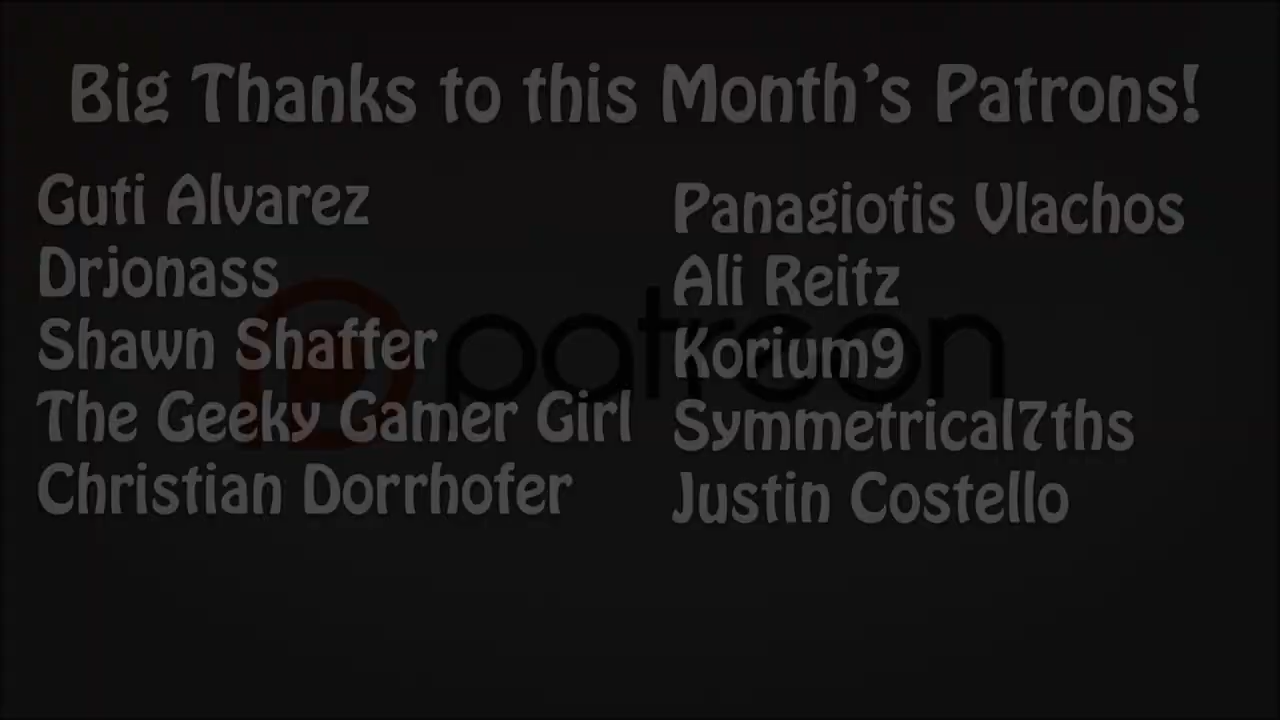 Big Thanks to this Month's Patrons!
Guti Alvarez
Drjonass
Shawn Shaffer
The Geeky Gamer Girl
Christian Dorrhofer
Panagiotis Vlachos
Ali Reitz
Korium9
Symmetrical7ths
Justin Costello
patreon